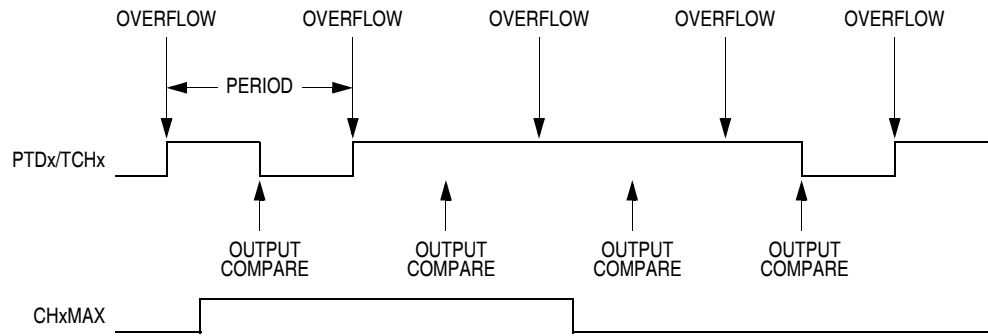 OVERFLOW OVERFLOW OVERFLOW OVERFLOW OVERFLOW
PERIOD
PTDx/TCHx
OUTPUT OUTPUT OUTPUT OUTPUT
COMPARE COMPARE COMPARE COMPARE
CHxMAX